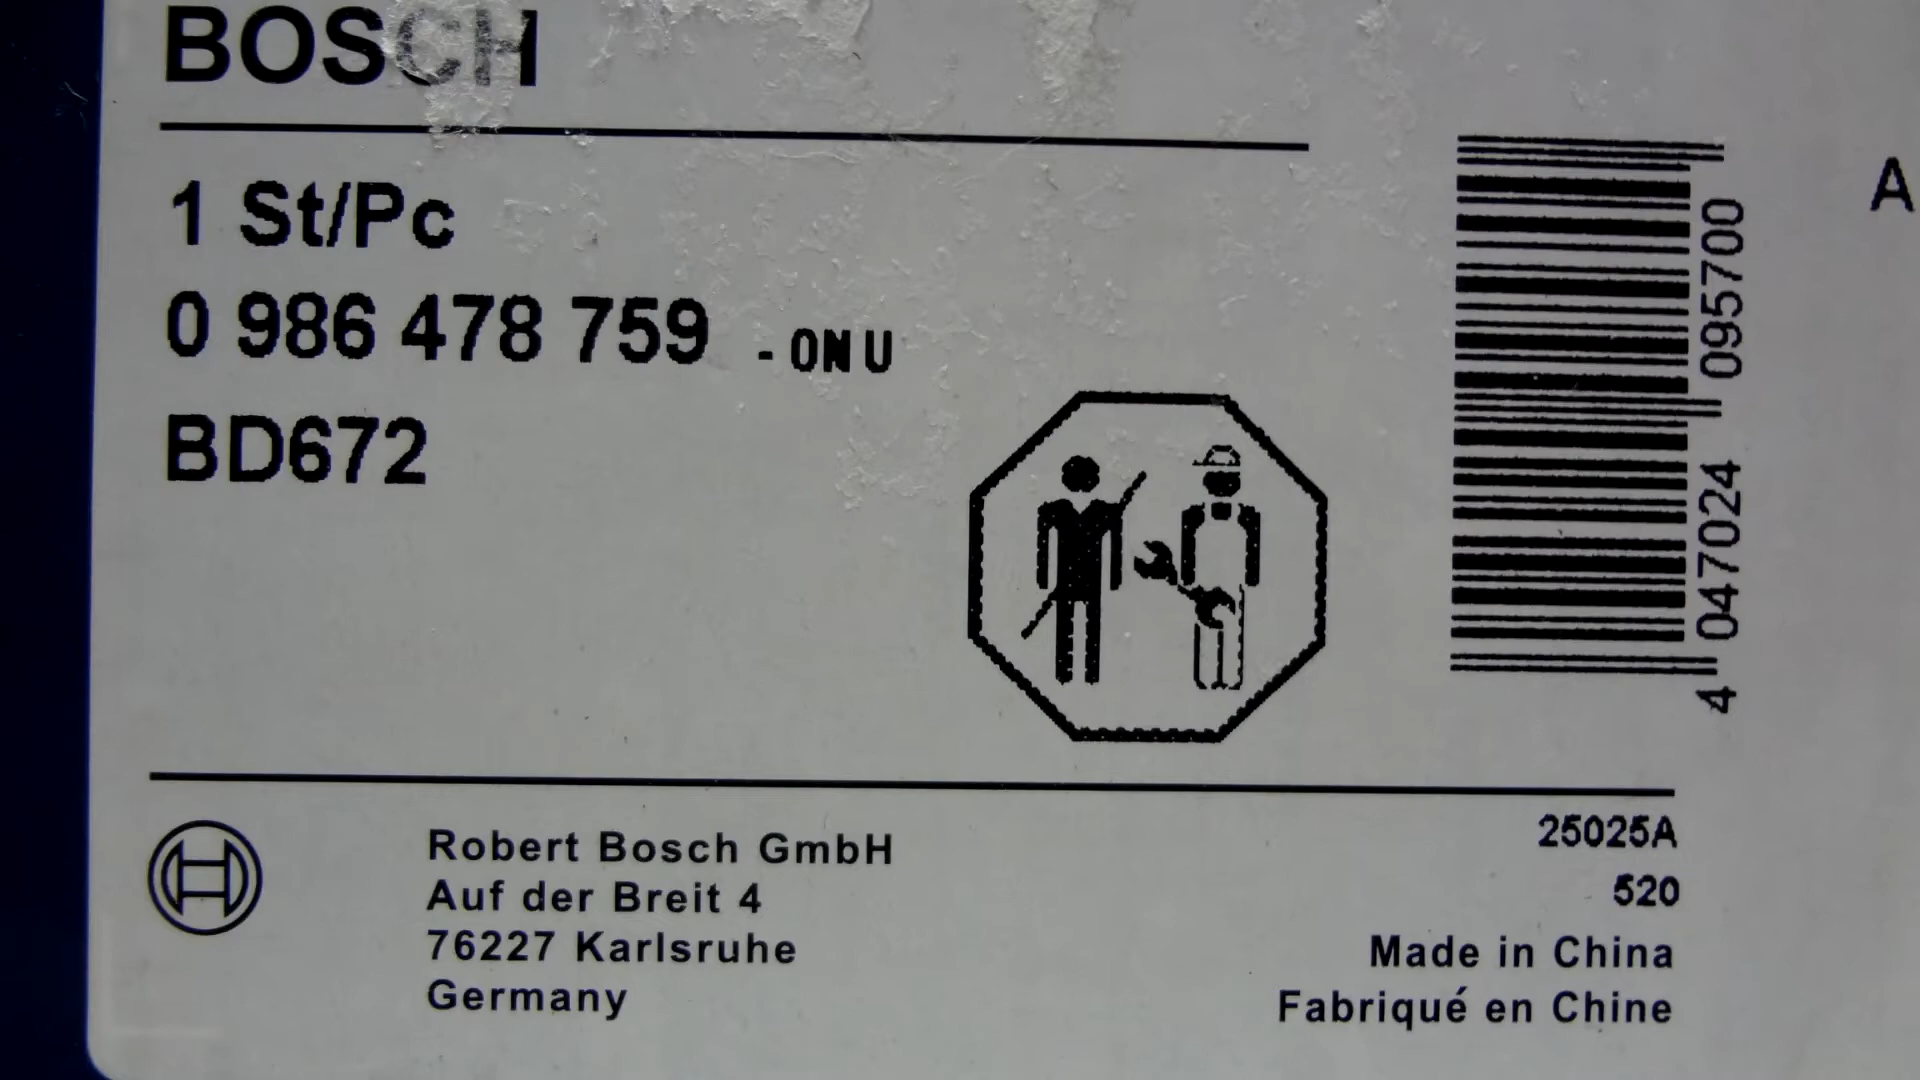 BOSCH
1 St/Pc
0 986 478 759 - 0NU
BD672
4 047024 095700
A
Robert Bosch GmbH
Auf der Breit 4
76227 Karlsruhe
Germany
25025A
520
Made in China
Fabriqué en Chine